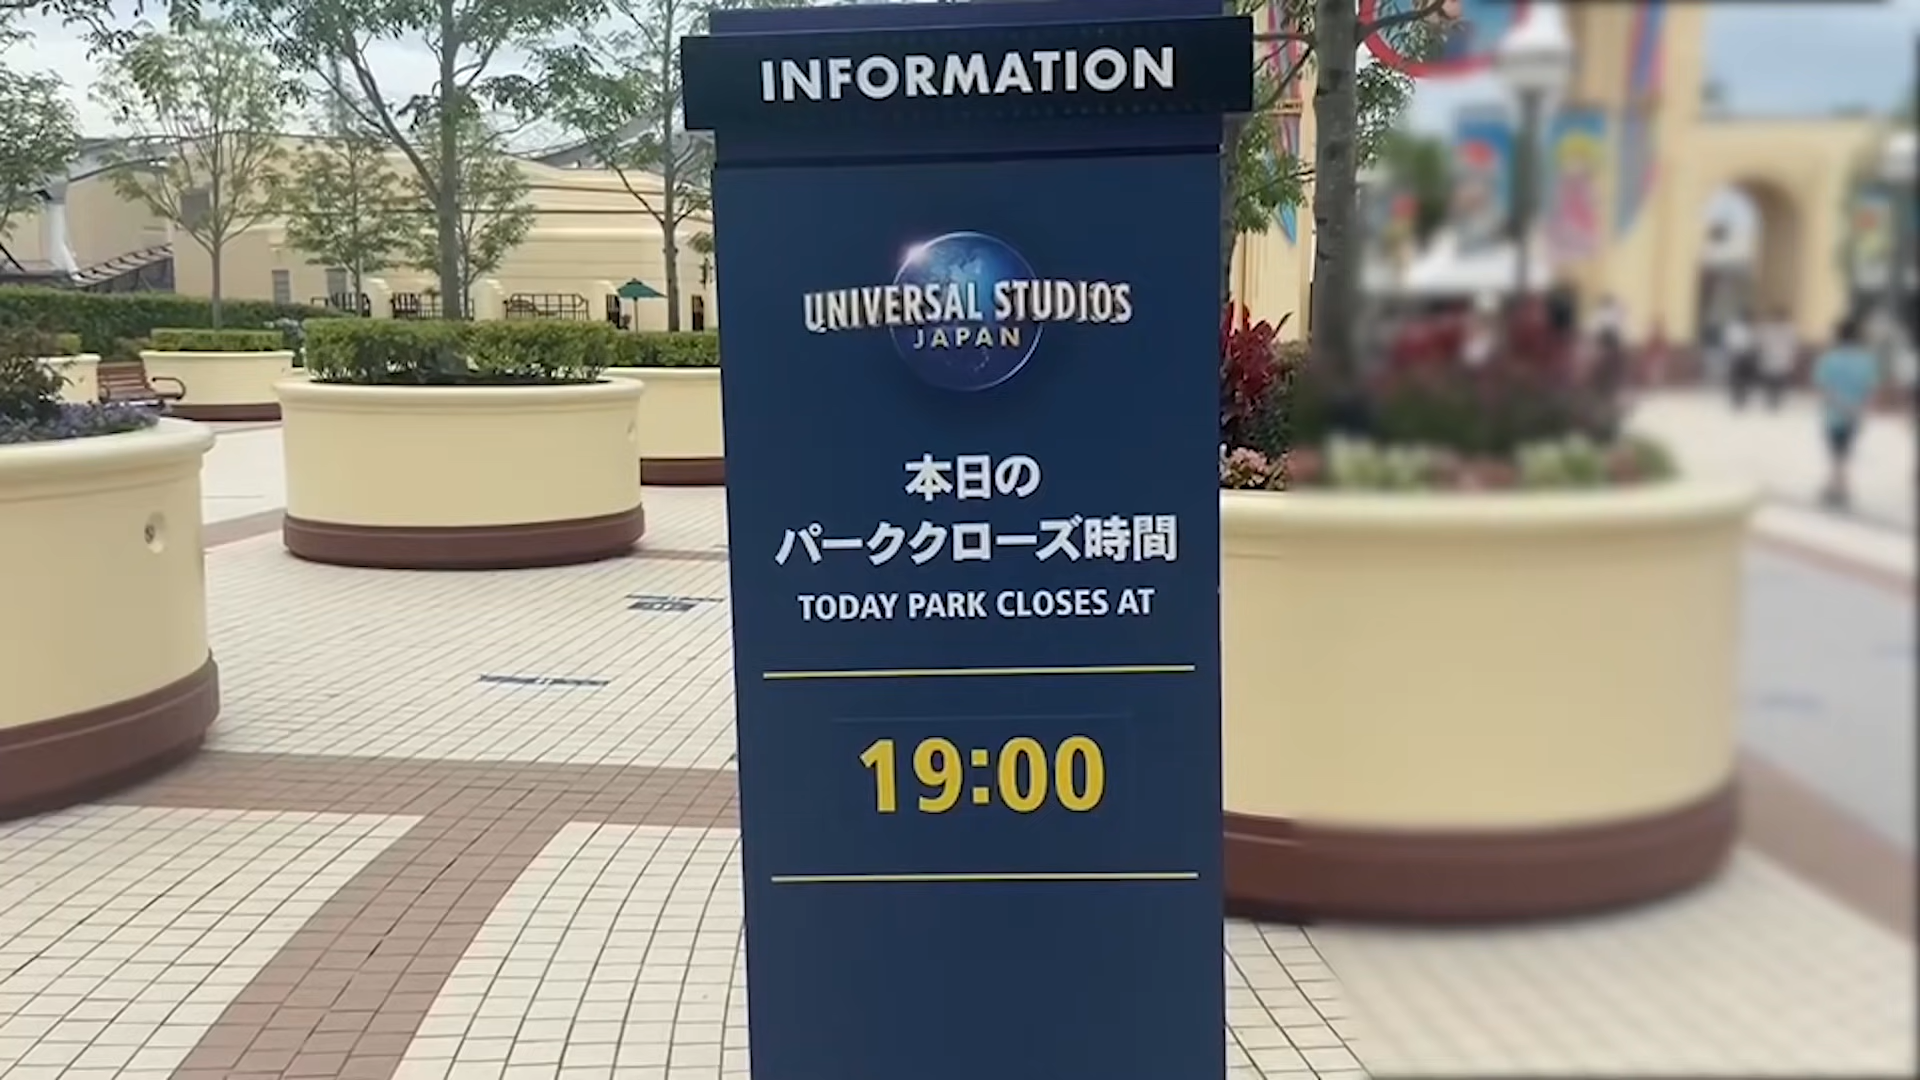 INFORMATION
UNIVERSAL STUDIOS
JAPAN
本日の
パーククローズ時間
TODAY PARK CLOSES AT
19:00